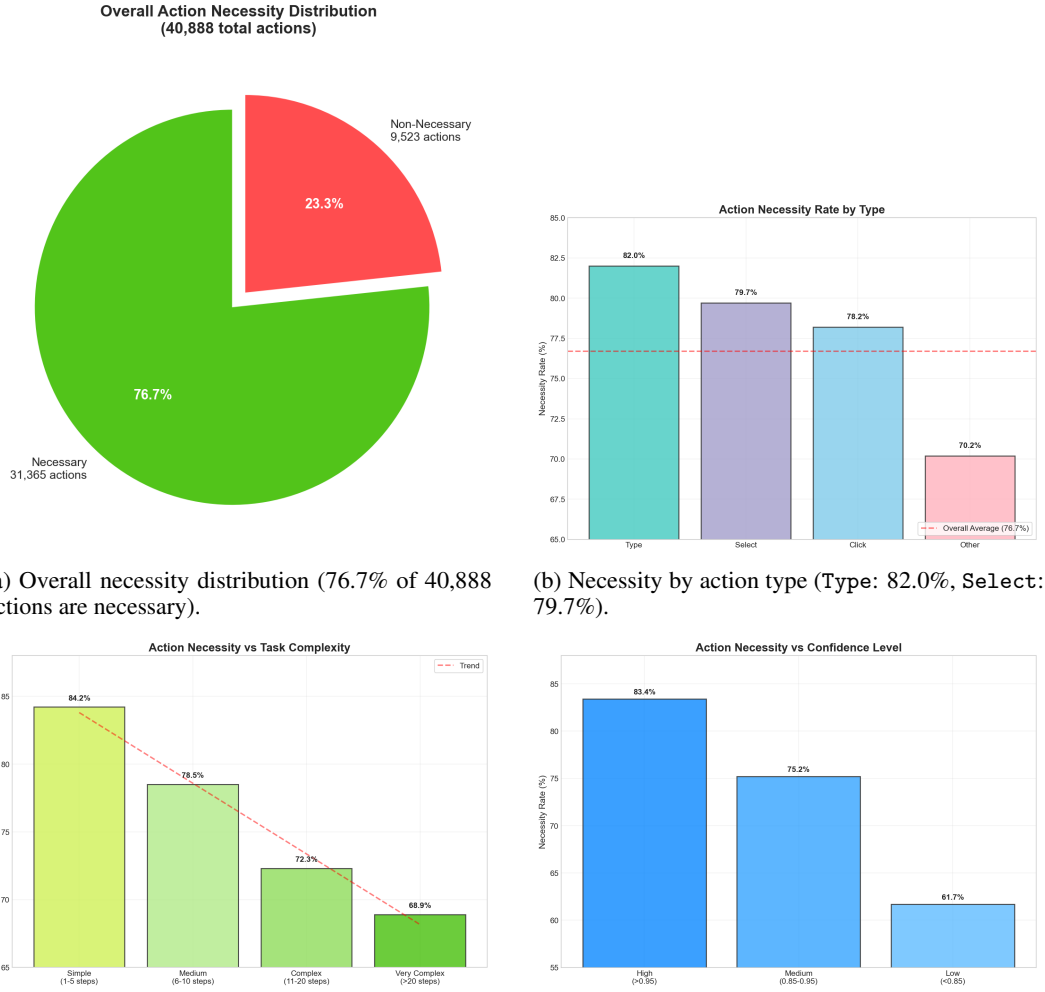 Overall Action Necessity Distribution
(40,888 total actions)
Non-Necessary
9,523 actions
23.3%
76.7%
Necessary
31,365 actions
Action Necessity Rate by Type
Necessity Rate (%)
85.0
82.5
80.0
77.5
75.0
72.5
70.0
67.5
65.0
82.0%
79.7%
78.2%
70.2%
Overall Average (76.7%)
Type Select Click Other
) Overall necessity distribution (76.7% of 40,888
ctions are necessary).
(b) Necessity by action type (Type: 82.0%, Select:
79.7%).
Action Necessity vs Task Complexity
Trend
85
80
75
70
65
84.2%
78.5%
72.3%
68.9%
Simple Medium Complex Very Complex
(1-5 steps) (6-10 steps) (11-20 steps) (>20 steps)
Action Necessity vs Confidence Level
Necessity Rate (%)
85
80
75
70
65
60
55
83.4%
75.2%
61.7%
High Medium Low
(>0.95) (0.85-0.95) (<0.85)